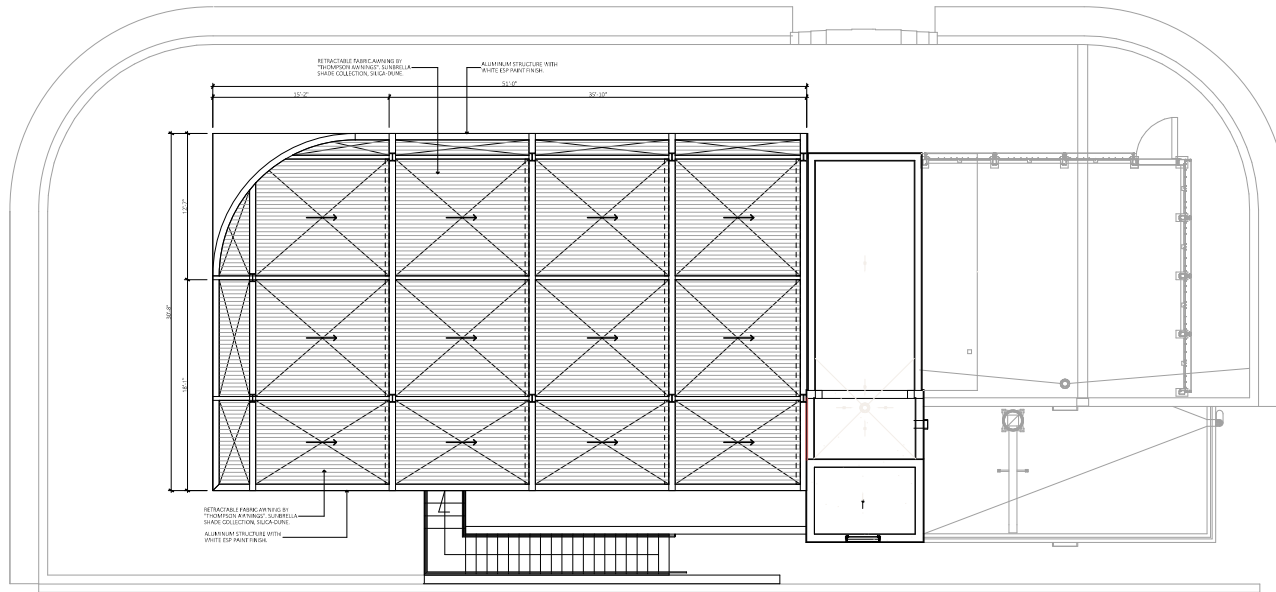 RETRACTABLE FABRIC AWNING BY
"THOMPSON AWNINGS". SUNBRELLA
SHADE COLLECTION, SILICA-DUNE.
ALUMINUM STRUCTURE WITH
WHITE ESP PAINT FINISH.
51'-0"
15'-2"
35'-10"
12'-7"
30'-8"
18'-1"
RETRACTABLE FABRIC AWNING BY
"THOMPSON AWNINGS". SUNBRELLA
SHADE COLLECTION, SILICA-DUNE.
ALUMINUM STRUCTURE WITH
WHITE ESP PAINT FINISH.